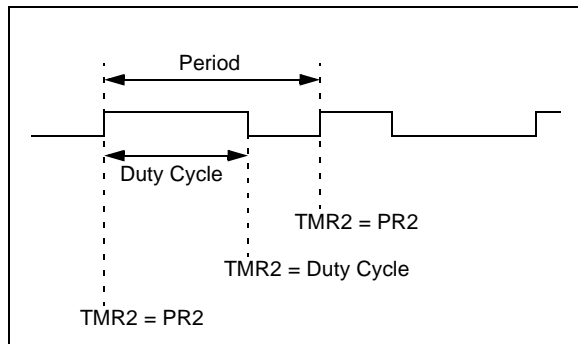 Period
Duty Cycle
TMR2 = PR2
TMR2 = Duty Cycle
TMR2 = PR2